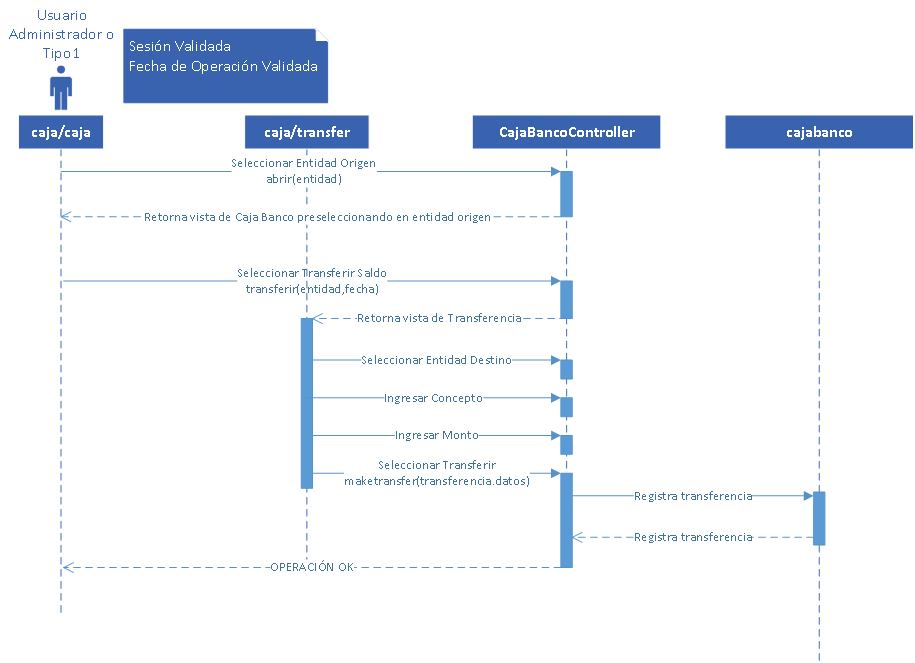 Usuario
Administrador o
Tipo1
Sesión Validada
Fecha de Operación Validada
caja/caja
caja/transfer
CajaBancoController
cajabanco
Seleccionar Entidad Origen
abrir(entidad)
Retorna vista de Caja Banco preseleccionando en entidad origen
Seleccionar Transferir Saldo
transferir(entidad,fecha)
Retorna vista de Transferencia
Seleccionar Entidad Destino
Ingresar Concepto
Ingresar Monto
Seleccionar Transferir
maketransfer(transferencia.datos)
Registra transferencia
Registra transferencia
OPERACIÓN OK